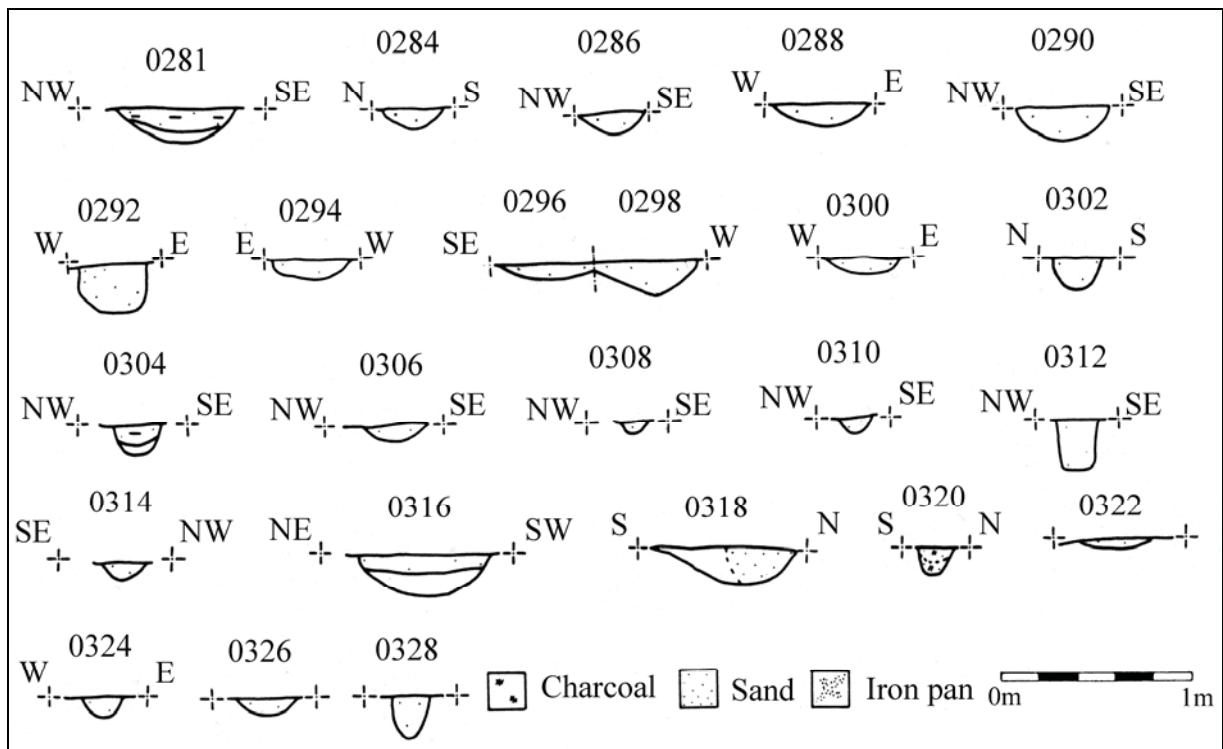 0281 0284 0286 0288 0290
NW SE N S NW SE W E NW SE
0292 0294 0296 0298 0300 0302
W E E W SE W W E N S
0304 0306 0308 0310 0312
NW SE NW SE NW SE NW SE NW SE
0314 0316 0318 0320 0322
SE NW NE SW S N S N
0324 0326 0328
W E
Charcoal Sand Iron pan
0m 1m